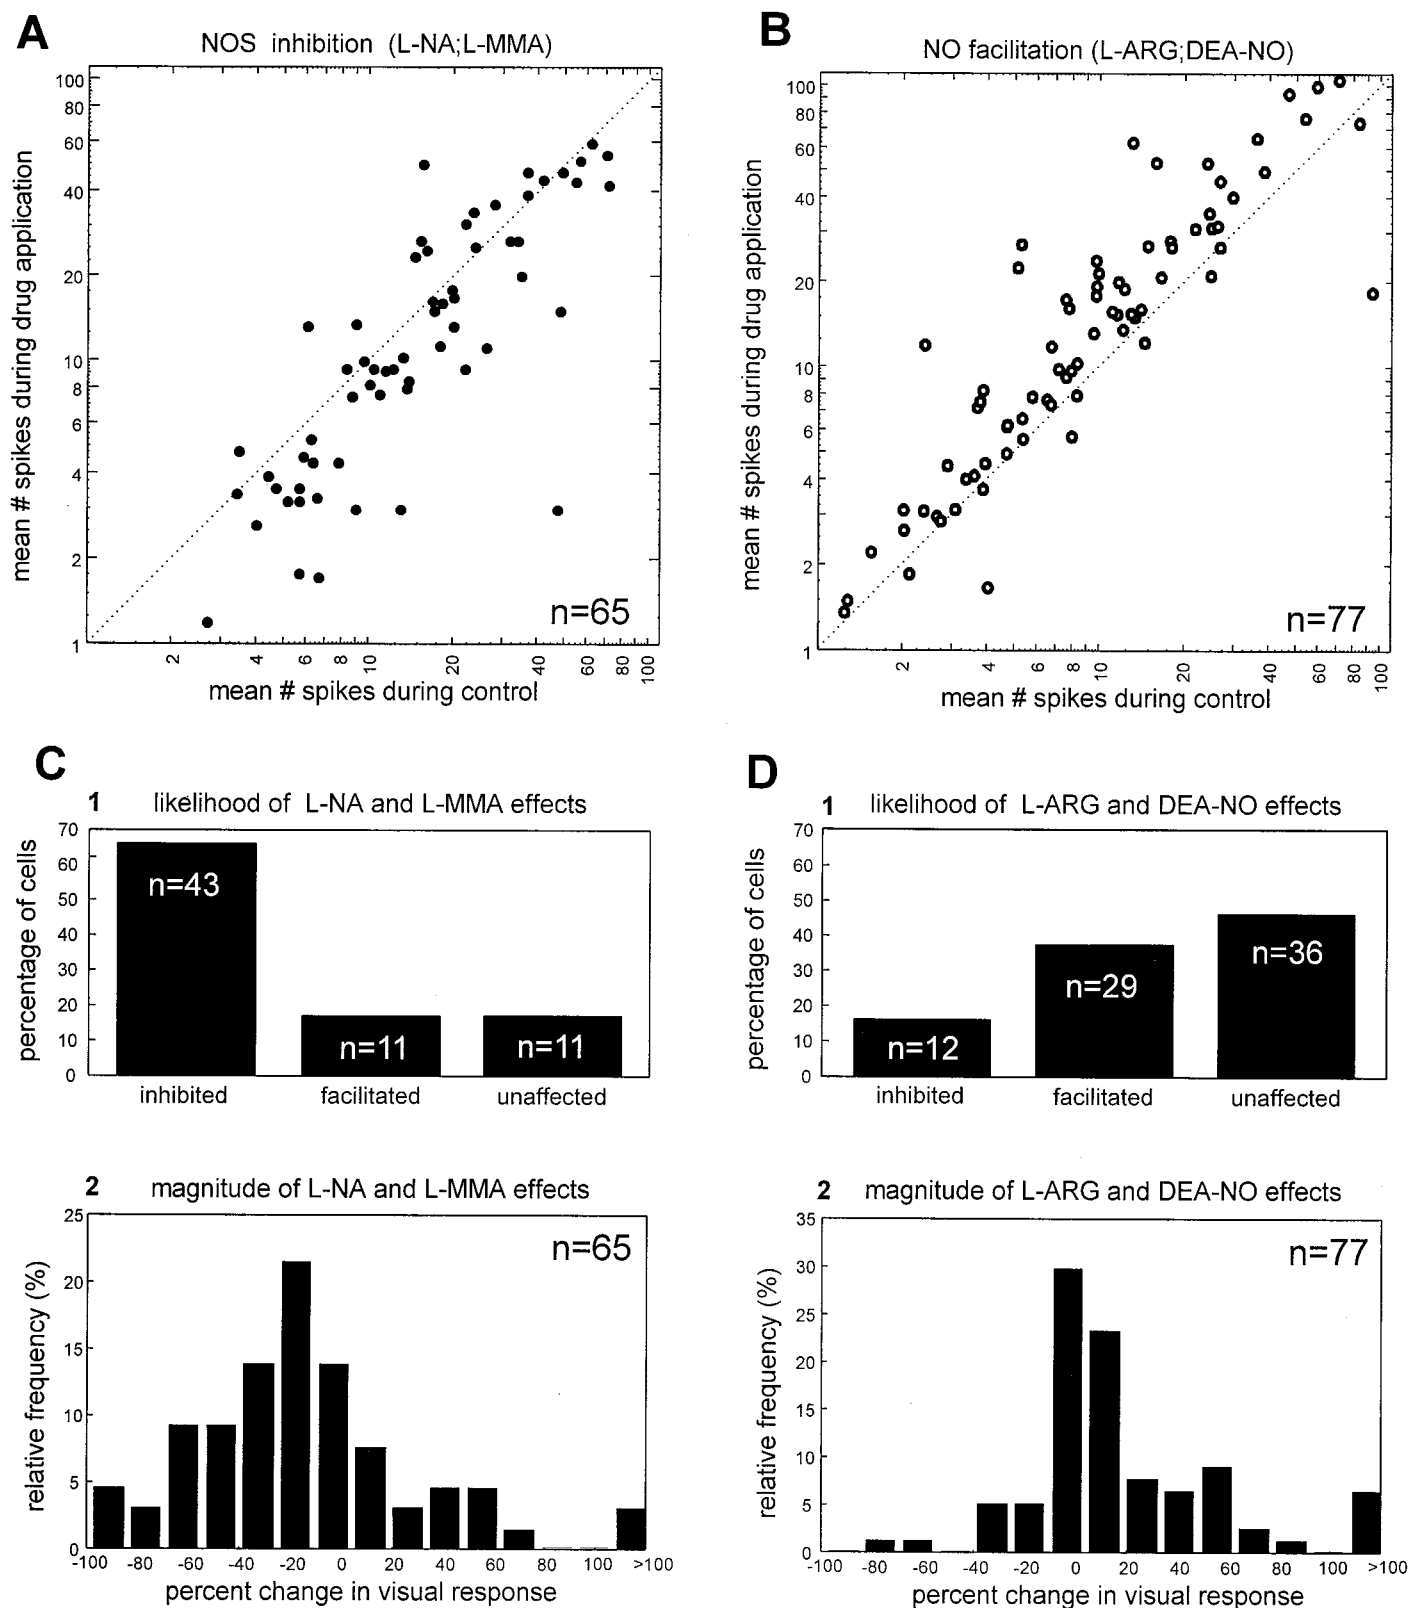 A
NOS inhibition (L-NA;L-MMA)
mean # spikes during drug application
100
80
60
40
20
10
8
6
4
2
1
n=65
2
4
6
8
10
20
40
60
80
100
mean # spikes during control
B
NO facilitation (L-ARG;DEA-NO)
mean # spikes during drug application
100
80
60
40
20
10
8
6
4
2
1
n=77
2
4
6
8
10
20
40
60
80
100
mean # spikes during control
C
1 likelihood of L-NA and L-MMA effects
percentage of cells
70
60
50
40
30
20
10
0
n=43
n=11
n=11
inhibited facilitated unaffected
2 magnitude of L-NA and L-MMA effects
relative frequency (%)
25
20
15
10
5
0
n=65
-100 -80 -60 -40 -20 0 20 40 60 80 100 >100
percent change in visual response
D
1 likelihood of L-ARG and DEA-NO effects
percentage of cells
70
60
50
40
30
20
10
0
n=12
n=29
n=36
inhibited facilitated unaffected
2 magnitude of L-ARG and DEA-NO effects
relative frequency (%)
35
30
25
20
15
10
5
0
n=77
-100 -80 -60 -40 -20 0 20 40 60 80 100 >100
percent change in visual response